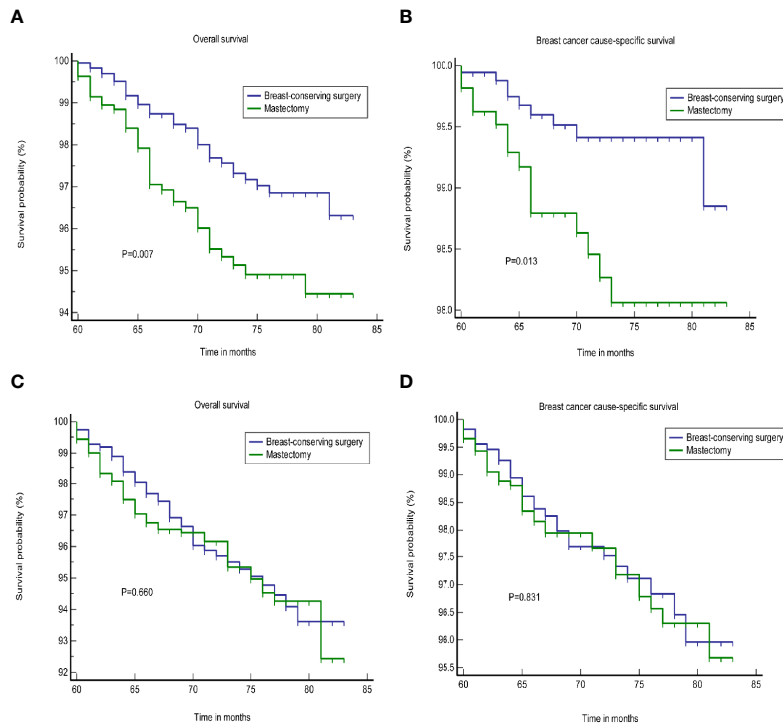 A
Overall survival
100
99
98
97
96
95
94
Survival probability (%)
Breast-conserving surgery
Mastectomy
P=0.007
60 65 70 75 80 85
Time in months
B
Breast cancer cause-specific survival
100.0
99.5
99.0
98.5
98.0
Survival probability (%)
Breast-conserving surgery
Mastectomy
P=0.013
60 65 70 75 80 85
Time in months
C
Overall survival
100
99
98
97
96
95
94
93
92
Survival probability (%)
Breast-conserving surgery
Mastectomy
P=0.660
60 65 70 75 80 85
Time in months
D
Breast cancer cause-specific survival
100.0
99.5
99.0
98.5
98.0
97.5
97.0
96.5
96.0
95.5
Survival probability (%)
Breast-conserving surgery
Mastectomy
P=0.831
60 65 70 75 80 85
Time in months